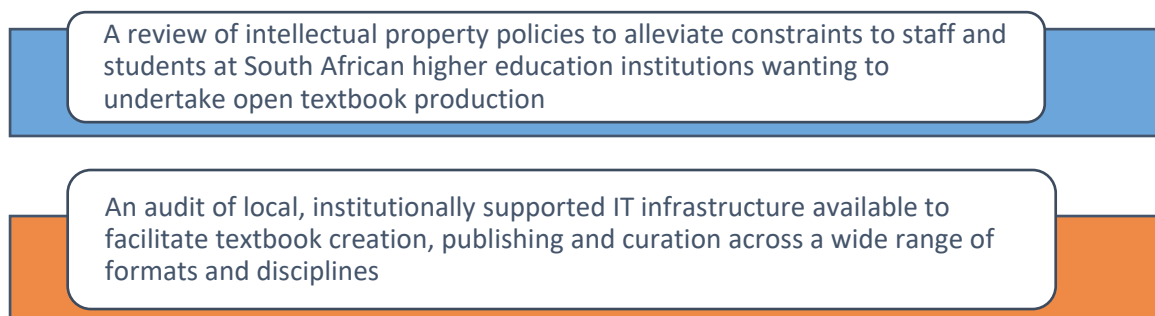 A review of intellectual property policies to alleviate constraints to staff and
students at South African higher education institutions wanting to
undertake open textbook production
An audit of local, institutionally supported IT infrastructure available to
facilitate textbook creation, publishing and curation across a wide range of
formats and disciplines